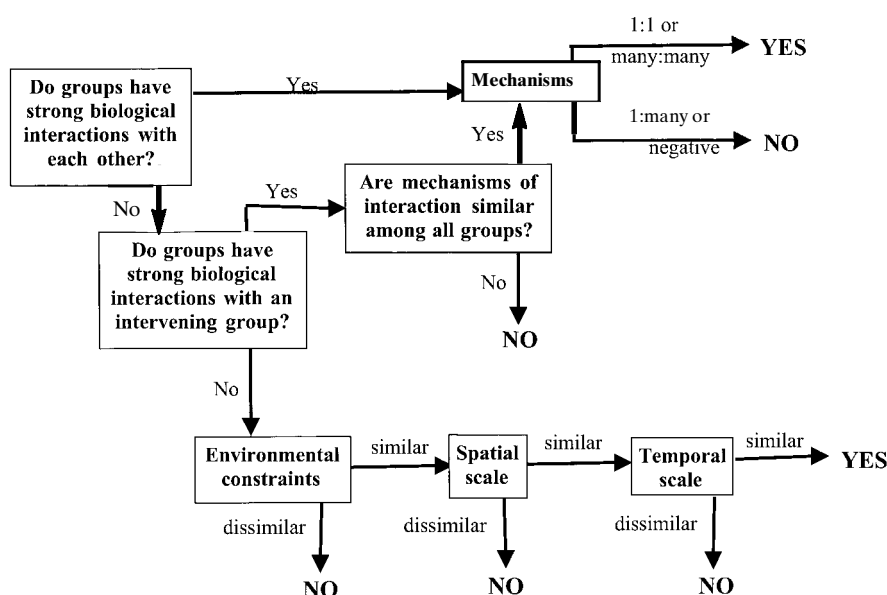 1:1 or
many:many
YES
Mechanisms
Do groups have
strong biological
interactions with
each other?
Yes
1:many or
negative
NO
Yes
Are mechanisms of
interaction similar
among all groups?
Yes
No
Do groups have
strong biological
interactions with an
intervening group?
No
NO
No
Environmental
constraints
similar
Spatial
scale
similar
Temporal
scale
similar
YES
dissimilar
dissimilar
dissimilar
NO
NO
NO